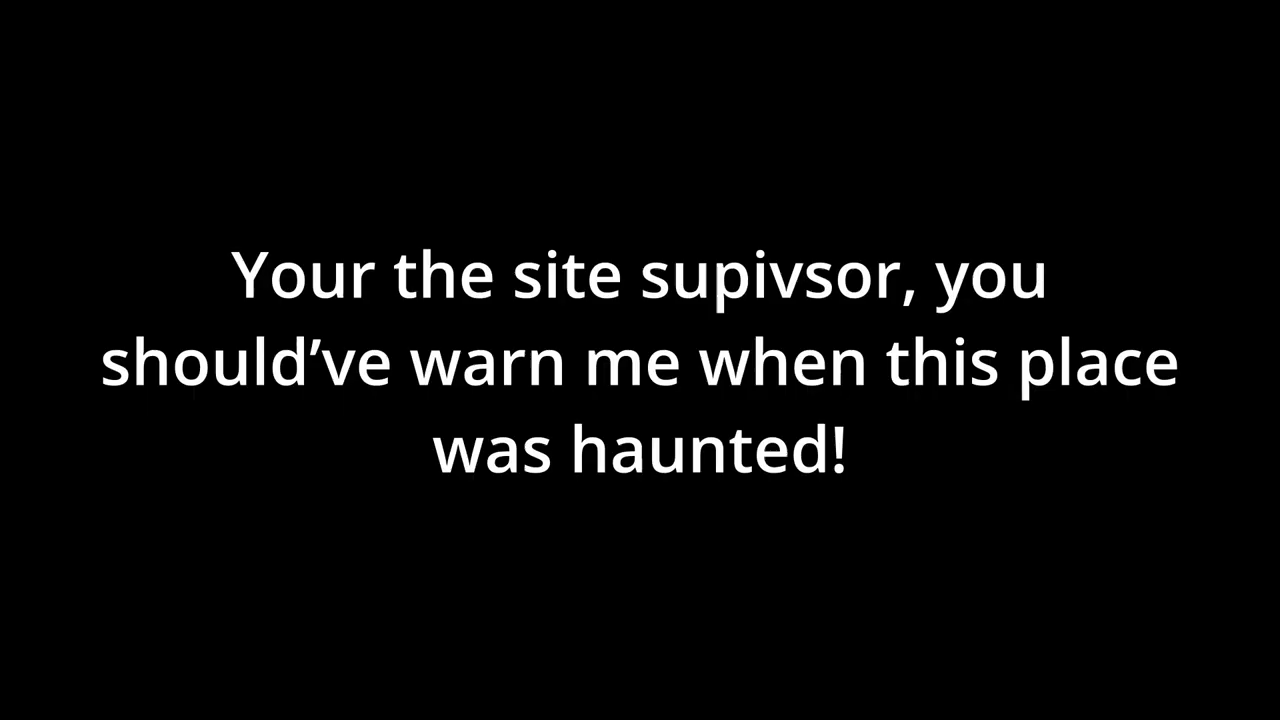 Your the site supivsor, you
should’ve warn me when this place
was haunted!